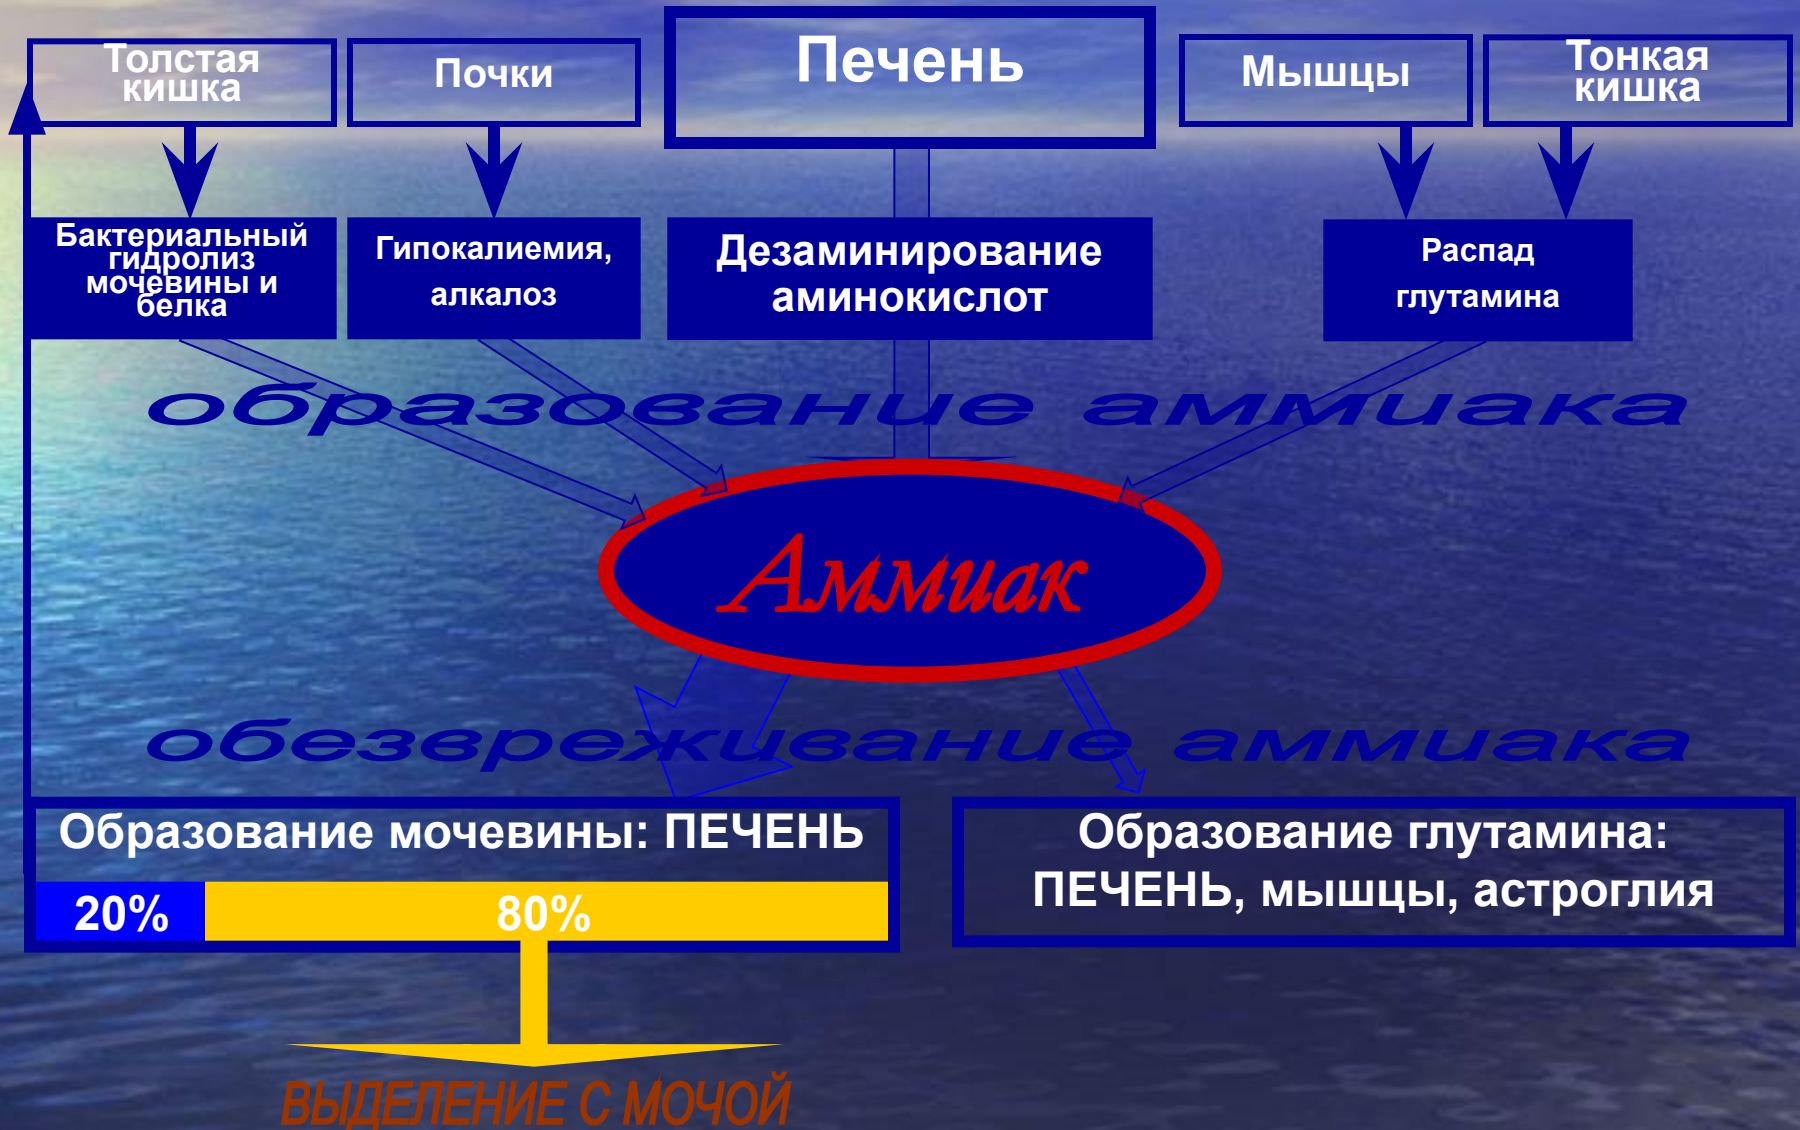 Толстая
кишка
Почки
Печень
Мышцы
Тонкая
кишка
Бактериальный
гидролиз
мочевины и
белка
Гипокалиемия,
алкалоз
Дезаминирование
аминокислот
Распад
глутамина
образование аммиака
Аммиак
обезвреживание аммиака
Образование мочевины: ПЕЧЕНЬ
20%
80%
Образование глутамина:
ПЕЧЕНЬ, мышцы, астроглия
ВЫДЕЛЕНИЕ С МОЧОЙ